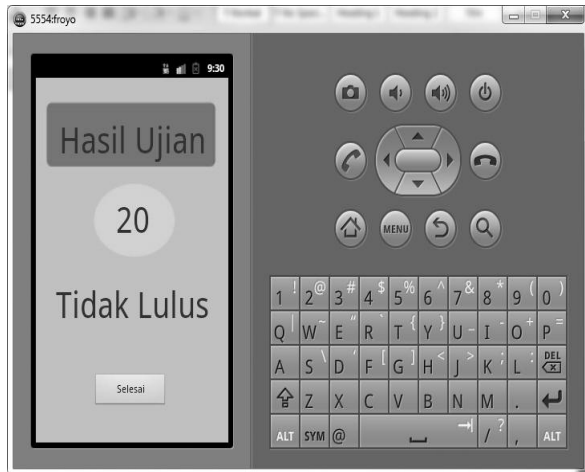 5554:froyo
9:30
Hasil Ujian
20
Tidak Lulus
Selesai
MENU
1 ! 2 @ 3 # 4 $ 5 % 6 ^ 7 & 8 * 9 ( 0 )
Q | W ~ E " R ` T { Y } U _ I - O + P =
A S \ D ' F [ G ] H < J > K ; L : DEL
Z X C V B N M .
ALT SYM @ / ? , ALT